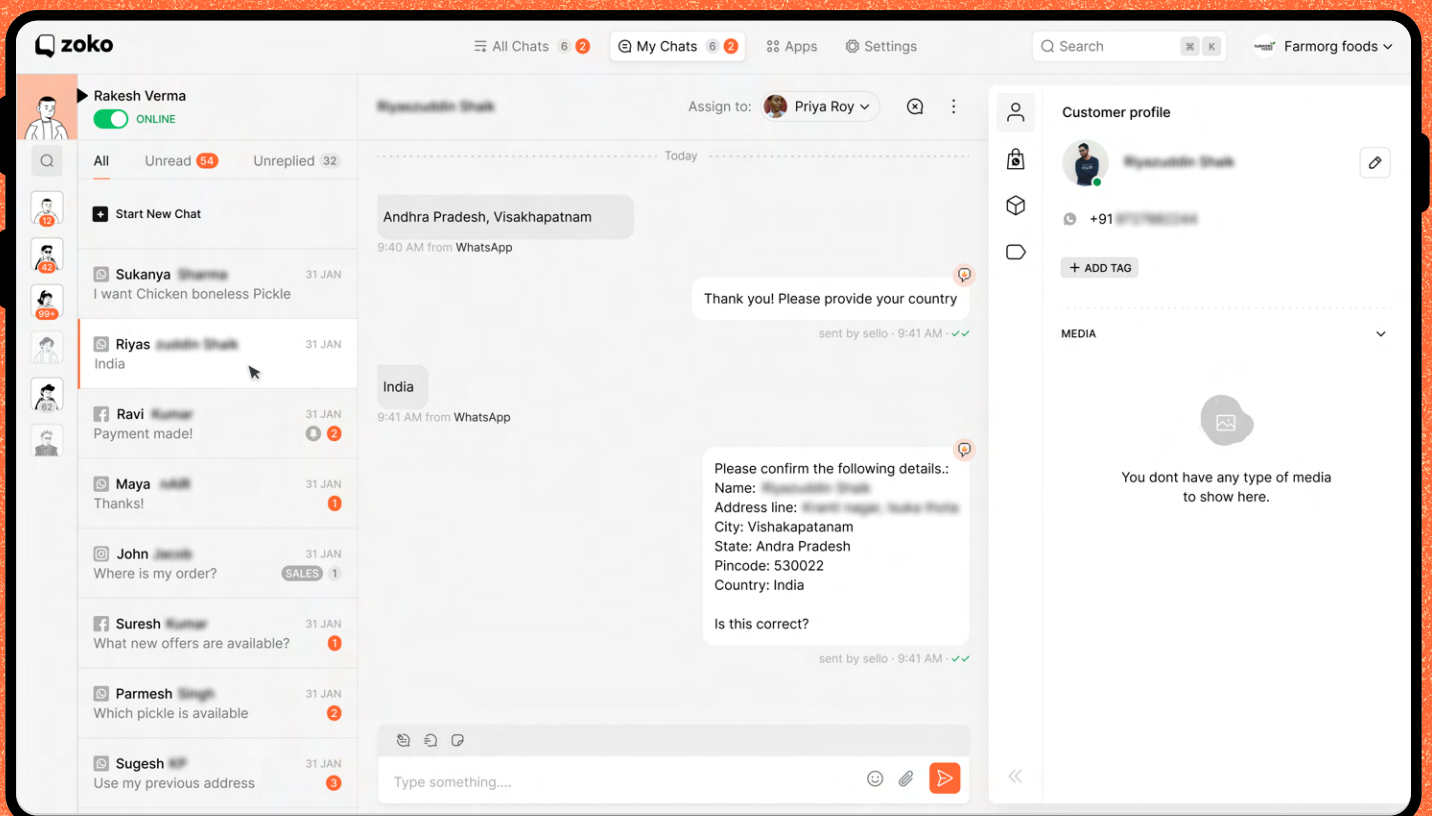 zoko
All Chats 6 2
My Chats 6 2
Apps
Settings
Search ⌘ K
Farmorg foods
Rakesh Verma
ONLINE
All Unread 54 Unreplied 32
12
42
99+
62
Start New Chat
Sukanya 31 JAN
I want Chicken boneless Pickle
Riyas 31 JAN
India
Ravi 31 JAN
Payment made! 2
Maya 31 JAN
Thanks! 1
John 31 JAN
Where is my order? SALES 1
Suresh 31 JAN
What new offers are available? 1
Parmesh 31 JAN
Which pickle is available 2
Sugesh 31 JAN
Use my previous address 3
Assign to: Priya Roy
Today
Andhra Pradesh, Visakhapatnam
9:40 AM from WhatsApp
Thank you! Please provide your country
sent by sello · 9:41 AM ·
India
9:41 AM from WhatsApp
Please confirm the following details.:
Name:
Address line:
City: Vishakapatanam
State: Andra Pradesh
Pincode: 530022
Country: India
Is this correct?
sent by sello · 9:41 AM ·
Type something....
Customer profile
+91
+ ADD TAG
MEDIA
You dont have any type of media
to show here.